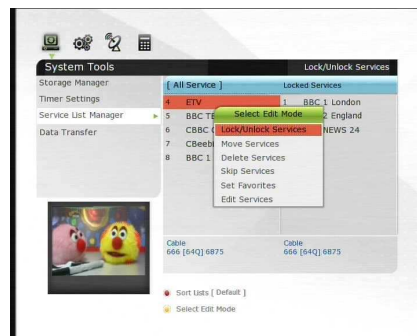 System Tools
Lock/Unlock Services
Storage Manager
Timer Settings
Service List Manager
Data Transfer
[ All Service ]
Locked Services
4 ETV
5 BBC
6 CBBC
7 CBeebi
8 BBC 1
1 BBC 1 London
2 England
NEWS 24
Select Edit Mode
Lock/Unlock Services
Move Services
Delete Services
Skip Services
Set Favorites
Edit Services
Cable
666 [64Q] 6875
Cable
666 [64Q] 6875
Sort Lists [ Default ]
Select Edit Mode